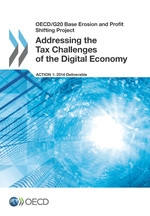 OECD/G20 Base Erosion and Profit
Shifting Project
Addressing the
Tax Challenges
of the Digital Economy
ACTION 1: 2014 Deliverable
OECD